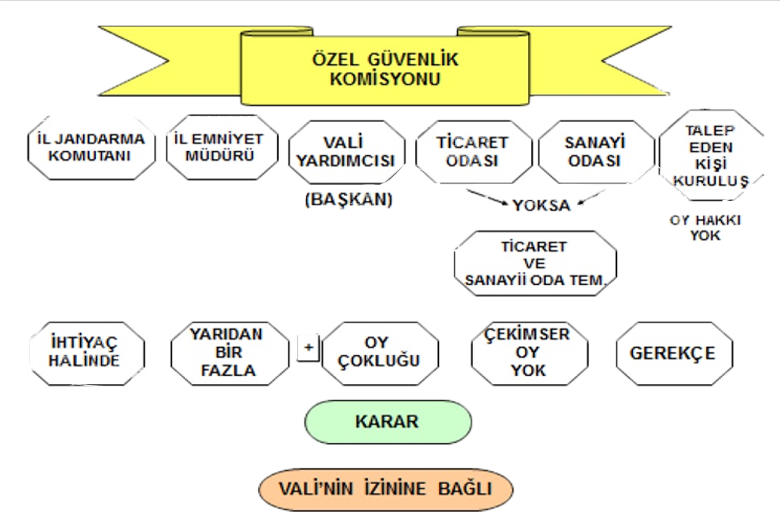 ÖZEL GÜVENLİK
KOMİSYONU
İL JANDARMA
KOMUTANI
İL EMNİYET
MÜDÜRÜ
VALİ
YARDIMCISI
(BAŞKAN)
TİCARET
ODASI
SANAYİ
ODASI
TALEP
EDEN
KİŞİ
KURULUŞ
YOKSA
OY HAKKI
YOK
TİCARET
VE
SANAYİİ ODA TEM.
İHTİYAÇ
HALİNDE
YARIDAN
BİR
FAZLA
+
OY
ÇOKLUĞU
ÇEKİMSER
OY
YOK
GEREKÇE
KARAR
VALİ'NİN İZİNİNE BAĞLI